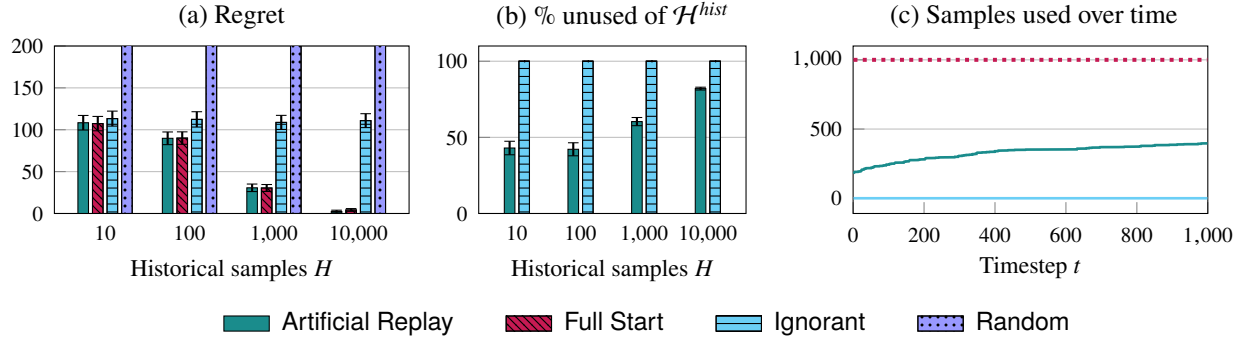 (a) Regret
200
150
100
50
0
10 100 1,000 10,000
Historical samples H
(b) % unused of H^hist
100
50
0
10 100 1,000 10,000
Historical samples H
(c) Samples used over time
1,000
500
0
0 200 400 600 800 1,000
Timestep t
Artificial Replay Full Start Ignorant Random